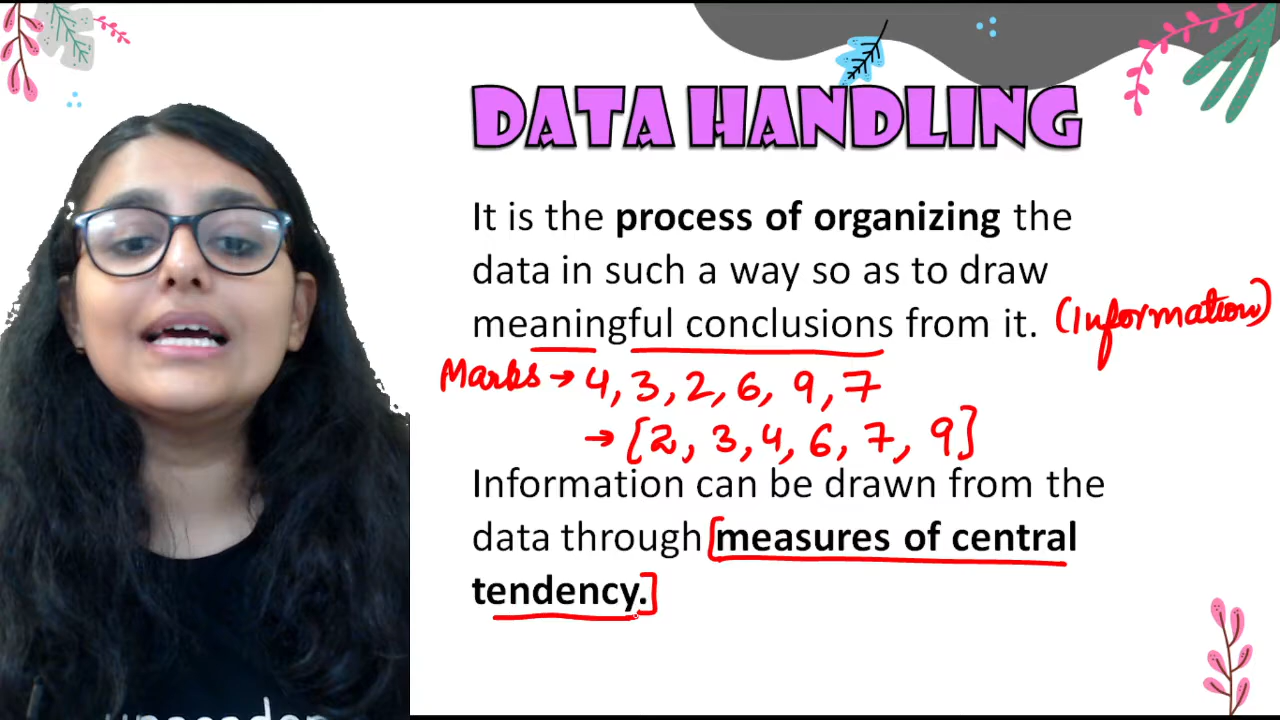 DATA HANDLING
It is the process of organizing the
data in such a way so as to draw
meaningful conclusions from it. (Information)
Marks → 4, 3, 2, 6, 9, 7
→ [2, 3, 4, 6, 7, 9]
Information can be drawn from the
data through [measures of central
tendency.]